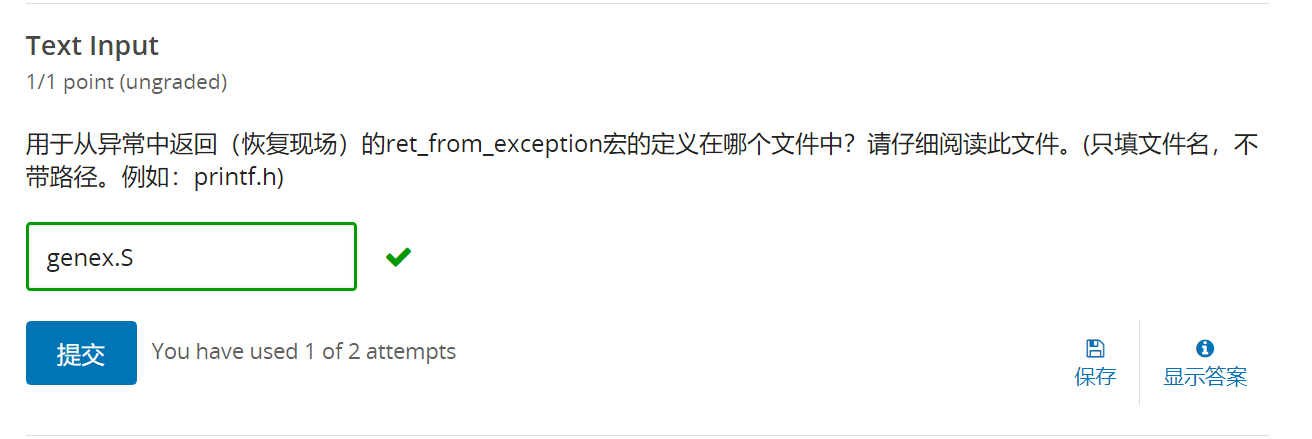 Text Input
1/1 point (ungraded)
用于从异常中返回（恢复现场）的ret_from_exception宏的定义在哪个文件中？请仔细阅读此文件。(只填文件名，不
带路径。例如：printf.h)
genex.S
提交
You have used 1 of 2 attempts
保存
显示答案